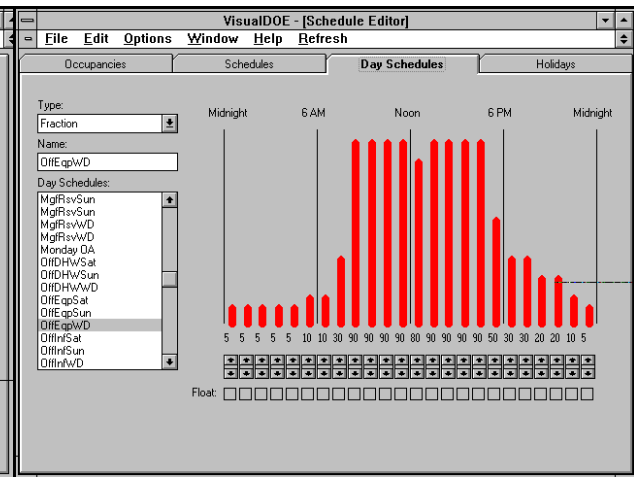 VisualDOE - [Schedule Editor]
File Edit Options Window Help Refresh
Occupancies Schedules Day Schedules Holidays
Type:
Fraction
Name:
OffEqpWD
Day Schedules:
MgfRsvSun
MgfRsvWD
MgfRsvWD
Monday OA
OffDHWSat
OffDHWSun
OffDHWWD
OffEqpSat
OffEqpSun
OffEqpWD
OffInfSat
OffInfSun
OffInfWD
Midnight 6 AM Noon 6 PM Midnight
5 5 5 5 5 10 10 30 90 90 90 90 80 90 90 90 90 50 30 30 20 20 10 5
Float: